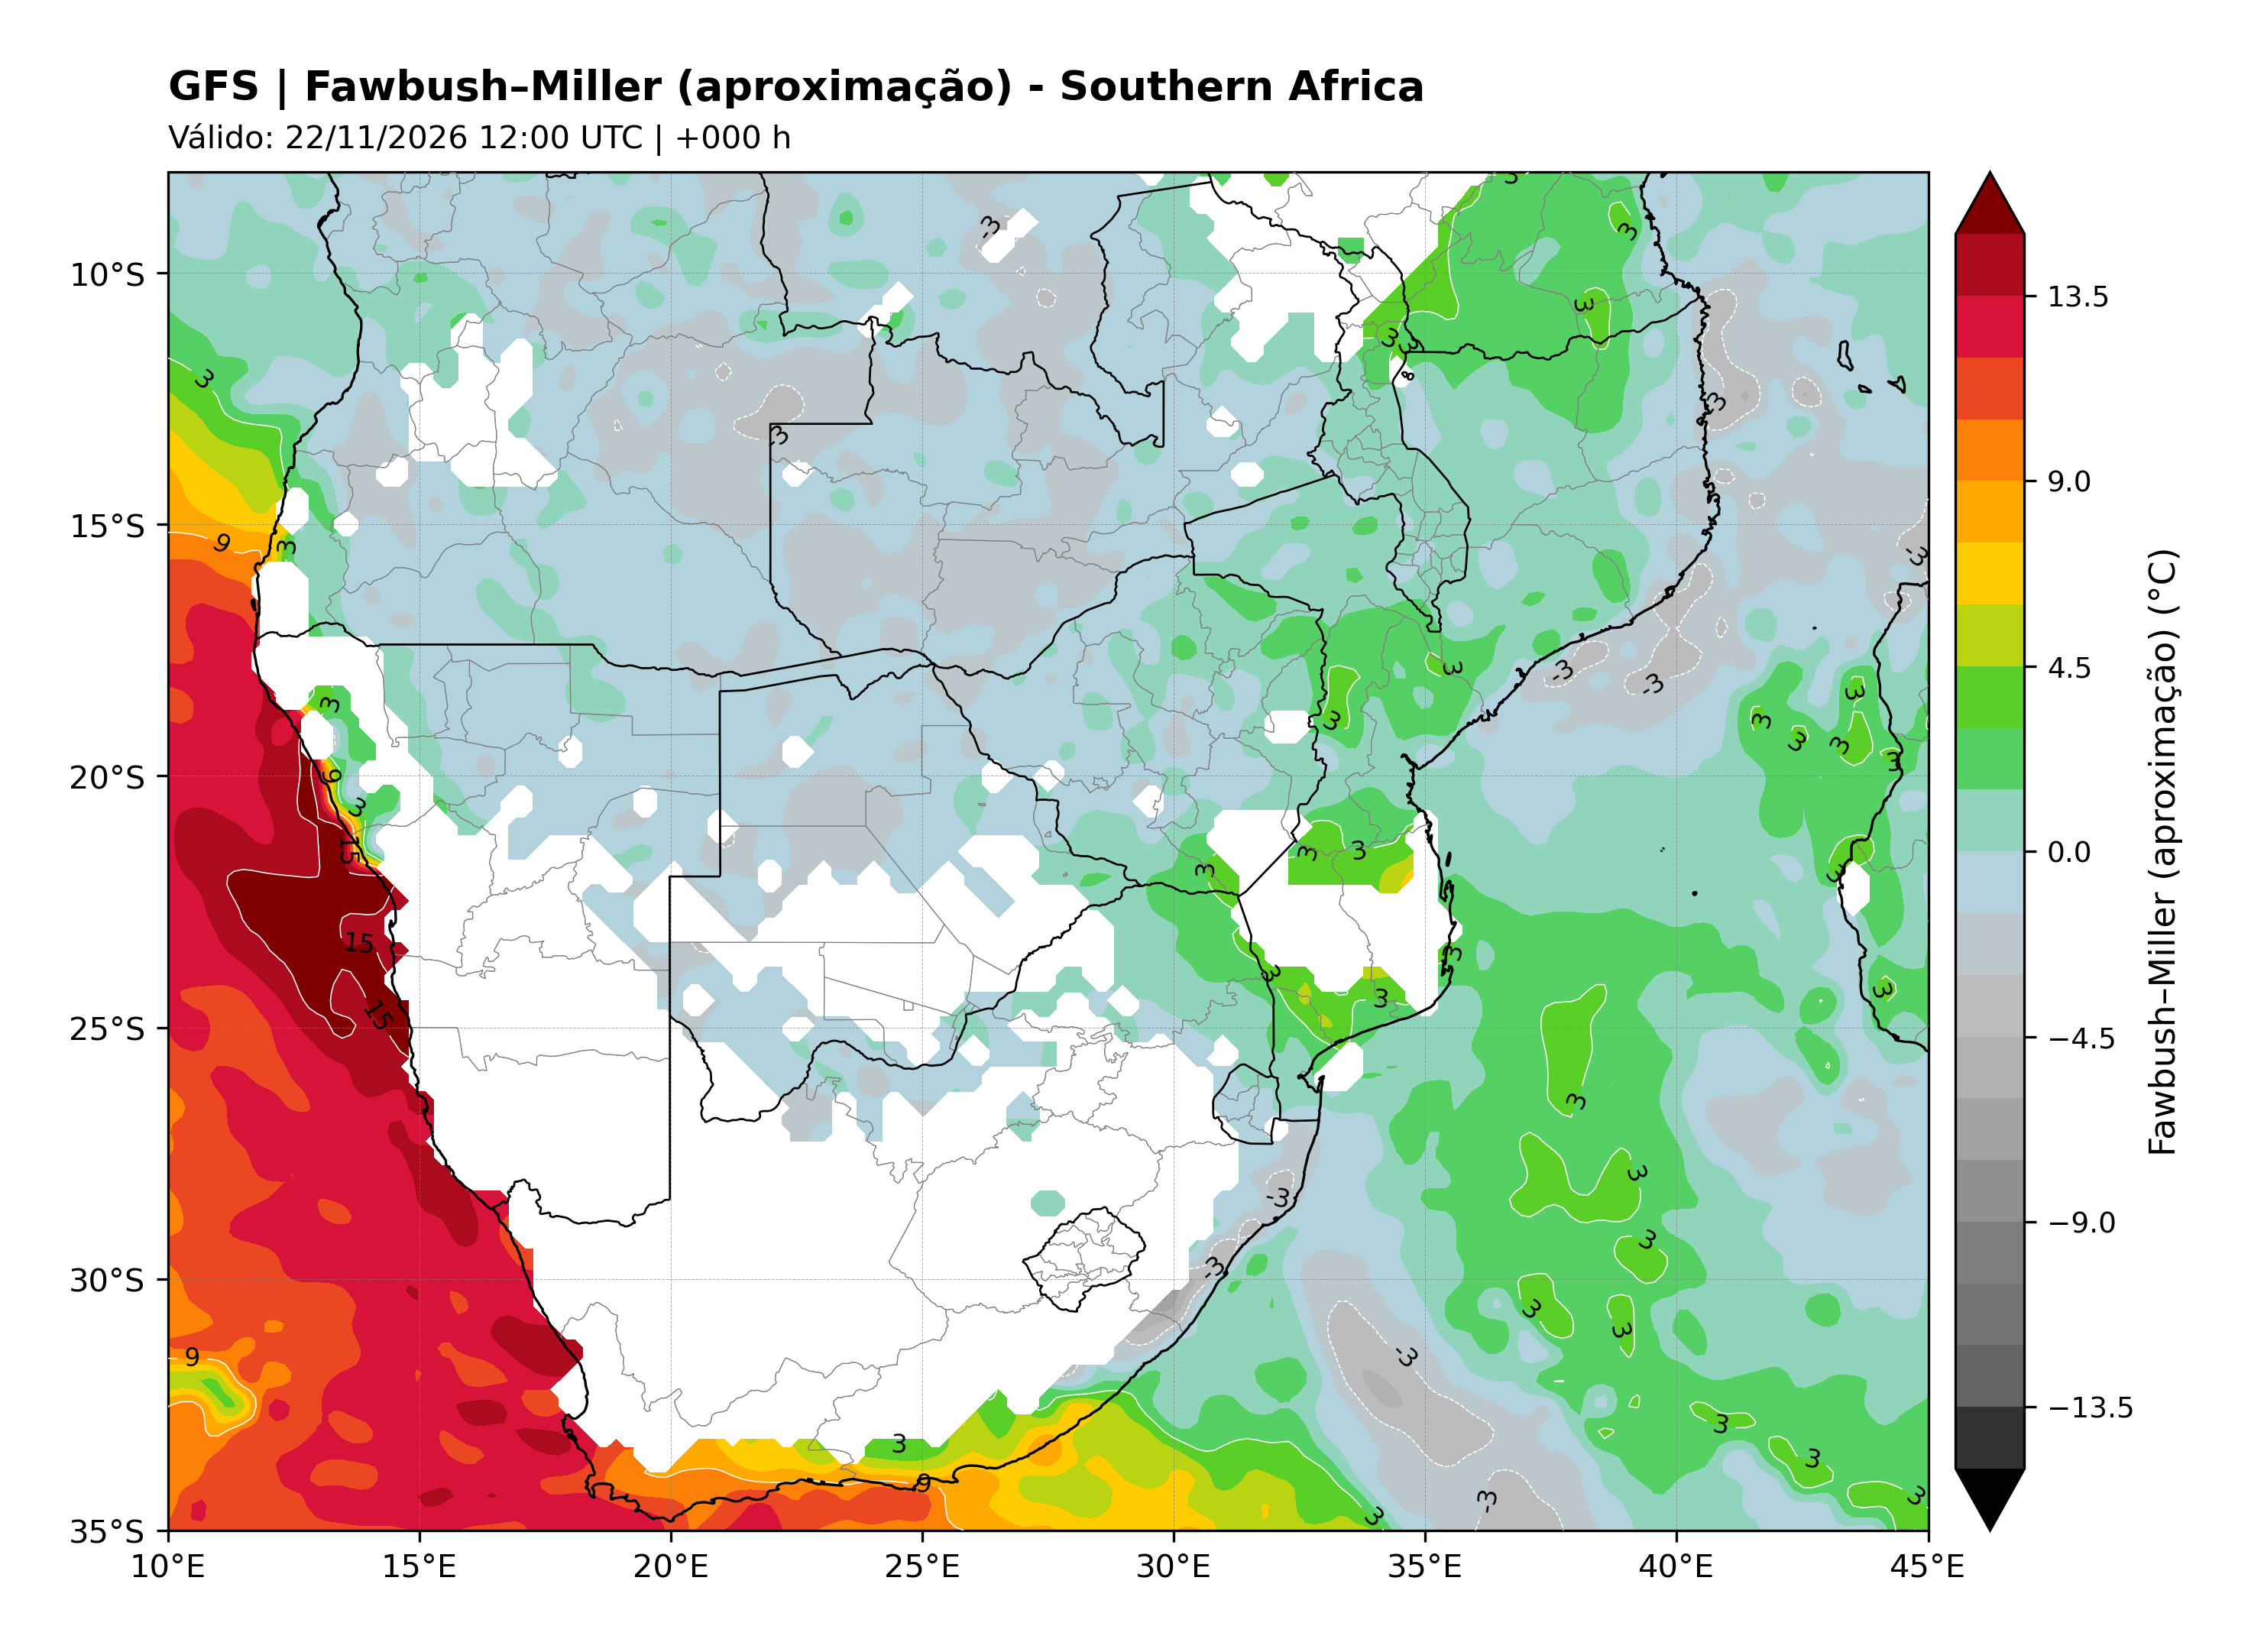 GFS | Fawbush–Miller (aproximação) - Southern Africa
Válido: 22/11/2026 12:00 UTC | +000 h
10°S
15°S
20°S
25°S
30°S
35°S
10°E
15°E
20°E
25°E
30°E
35°E
40°E
45°E
13.5
9.0
4.5
0.0
−4.5
−9.0
−13.5
Fawbush–Miller (aproximação) (°C)